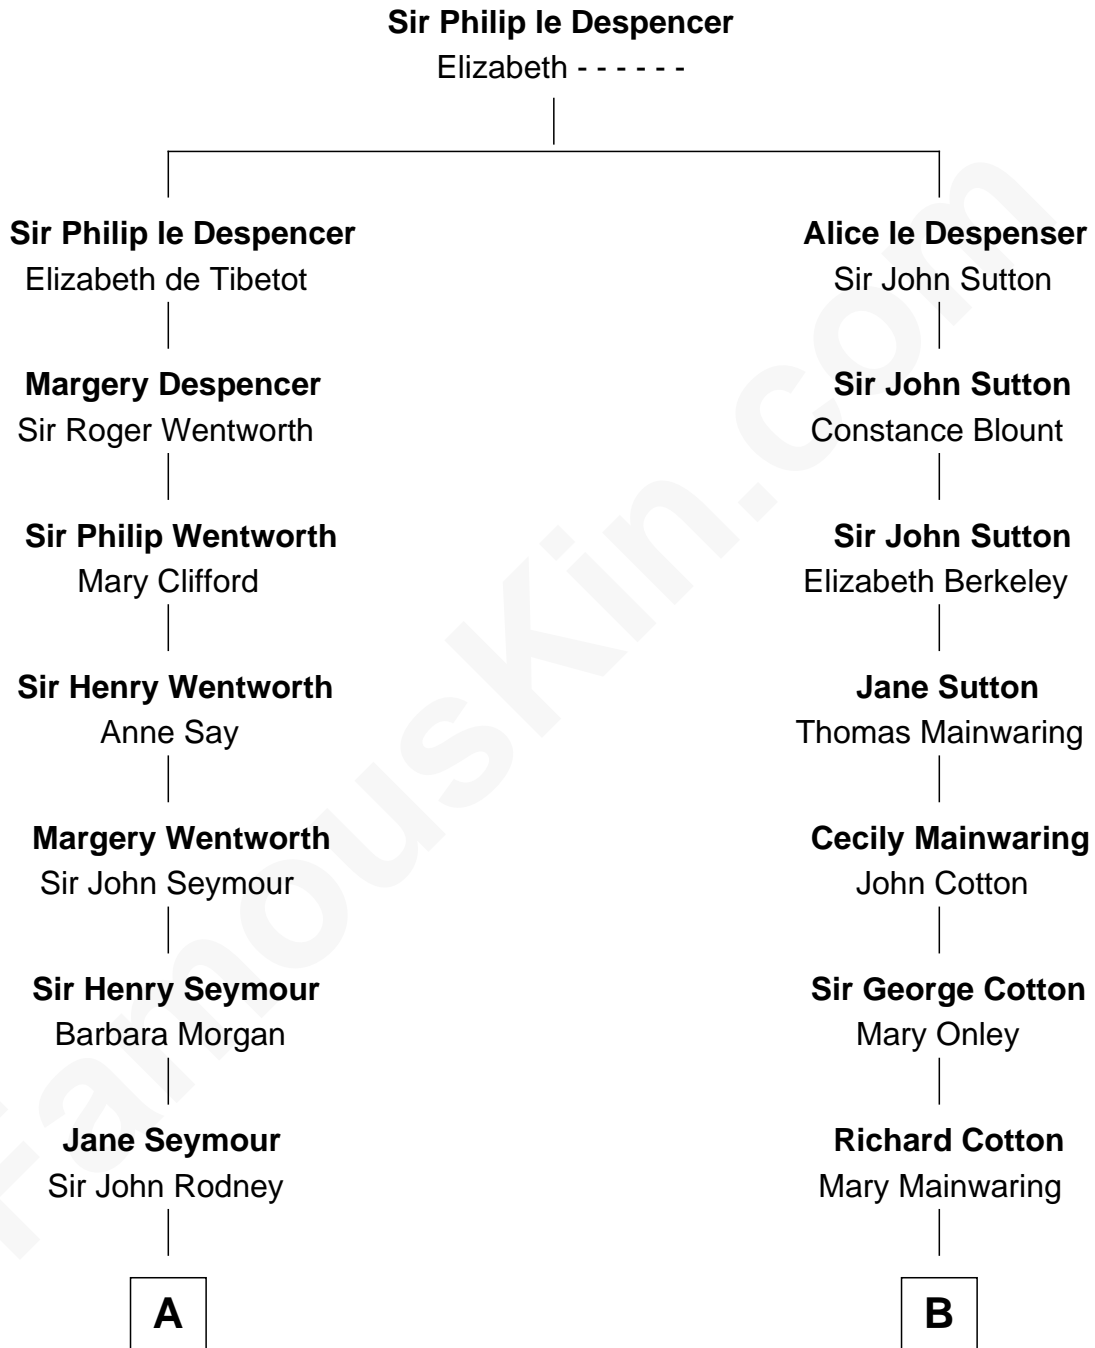 Sir Philip le Despencer
Elizabeth - - - - - -
Sir Philip le Despencer
Elizabeth de Tibetot
Alice le Despenser
Sir John Sutton
Margery Despencer
Sir Roger Wentworth
Sir John Sutton
Constance Blount
Sir Philip Wentworth
Mary Clifford
Sir John Sutton
Elizabeth Berkeley
Sir Henry Wentworth
Anne Say
Jane Sutton
Thomas Mainwaring
Margery Wentworth
Sir John Seymour
Cecily Mainwaring
John Cotton
Sir Henry Seymour
Barbara Morgan
Sir George Cotton
Mary Onley
Jane Seymour
Sir John Rodney
Richard Cotton
Mary Mainwaring
A
B
FamousKin.com